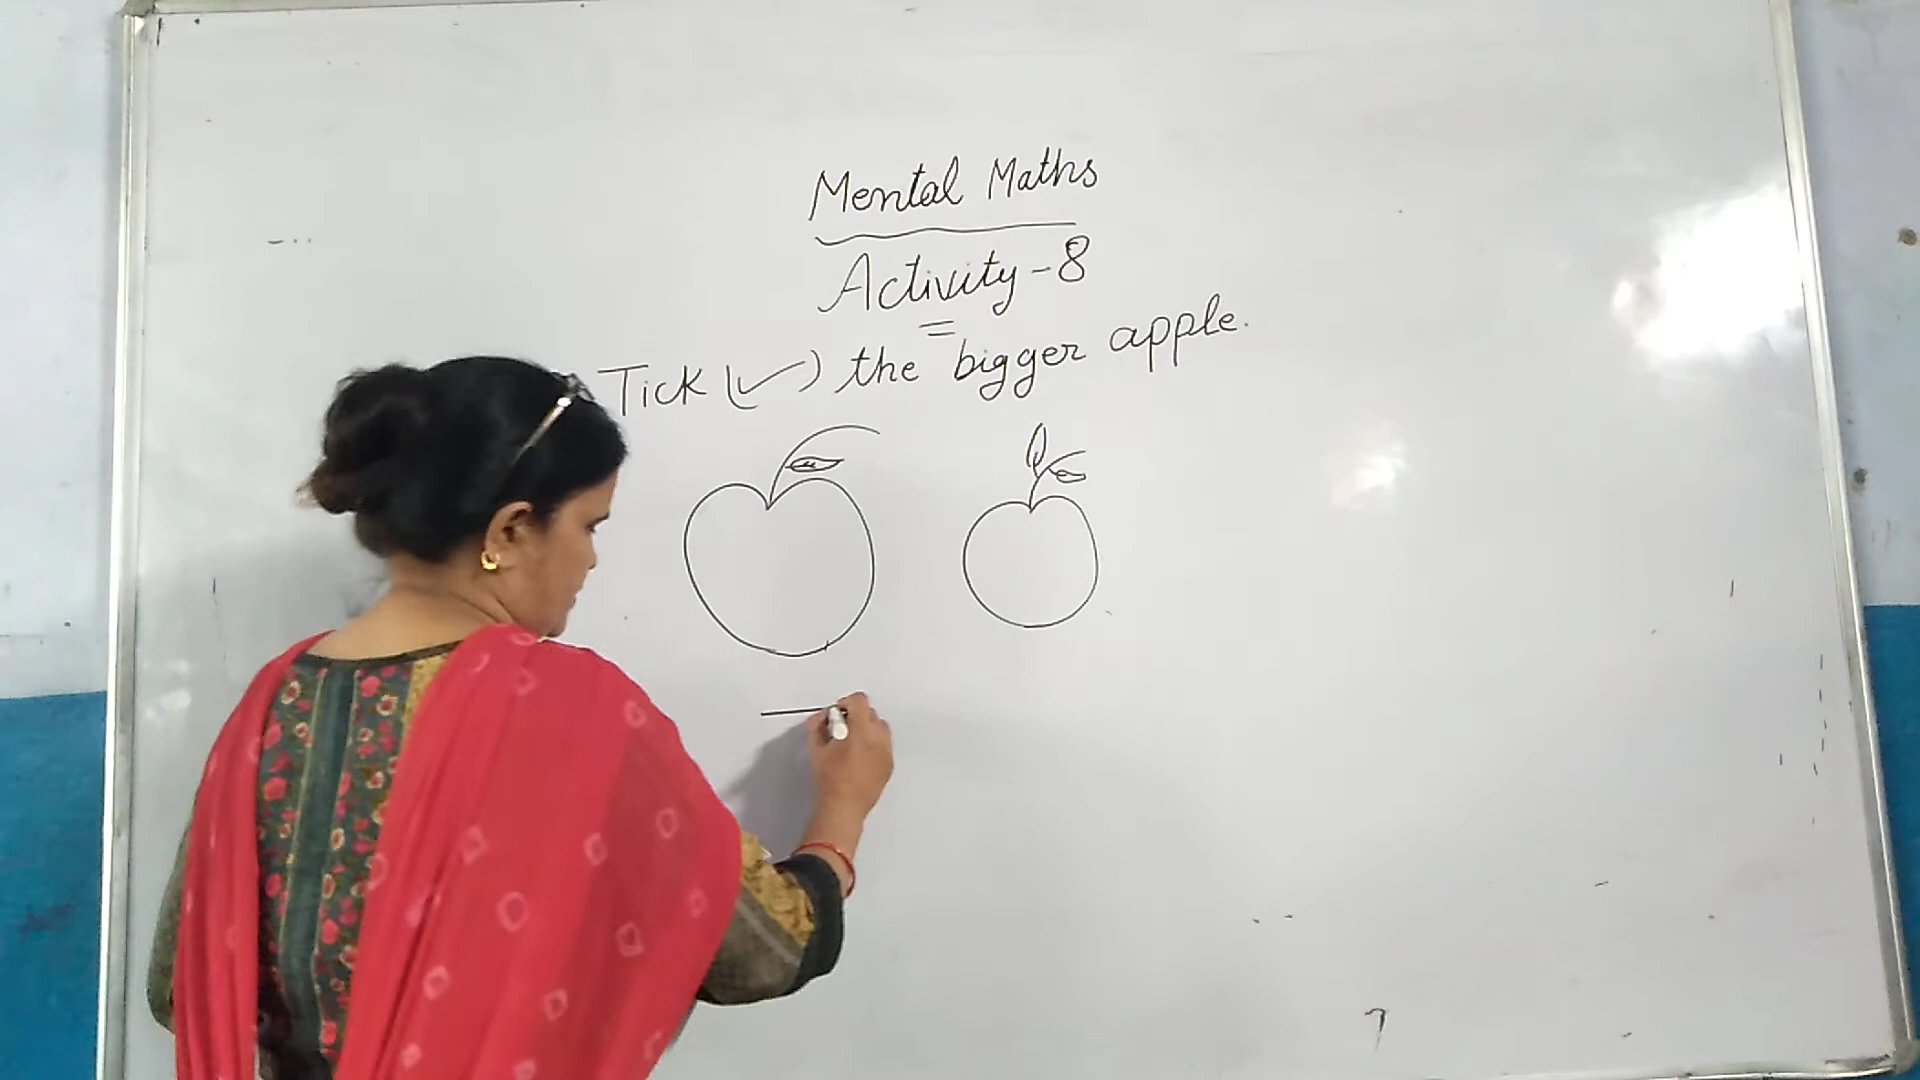 Mental Maths
Activity-8
Tick (✓) the bigger apple.